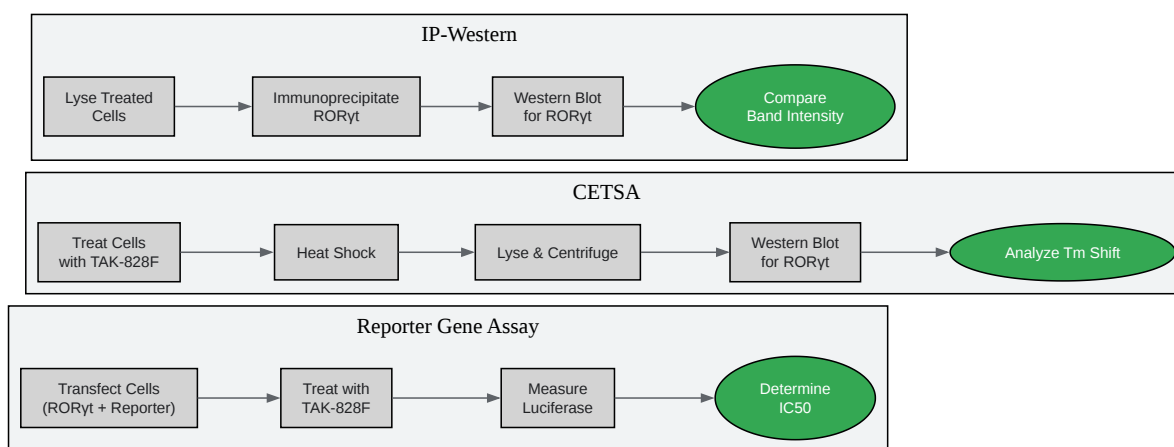 IP-Western
Lyse Treated
Cells
Immunoprecipitate
RORγt
Western Blot
for RORγt
Compare
Band Intensity
CETSA
Treat Cells
with TAK-828F
Heat Shock
Lyse & Centrifuge
Western Blot
for RORγt
Analyze Tm Shift
Reporter Gene Assay
Transfect Cells
(RORγt + Reporter)
Treat with
TAK-828F
Measure
Luciferase
Determine
IC50